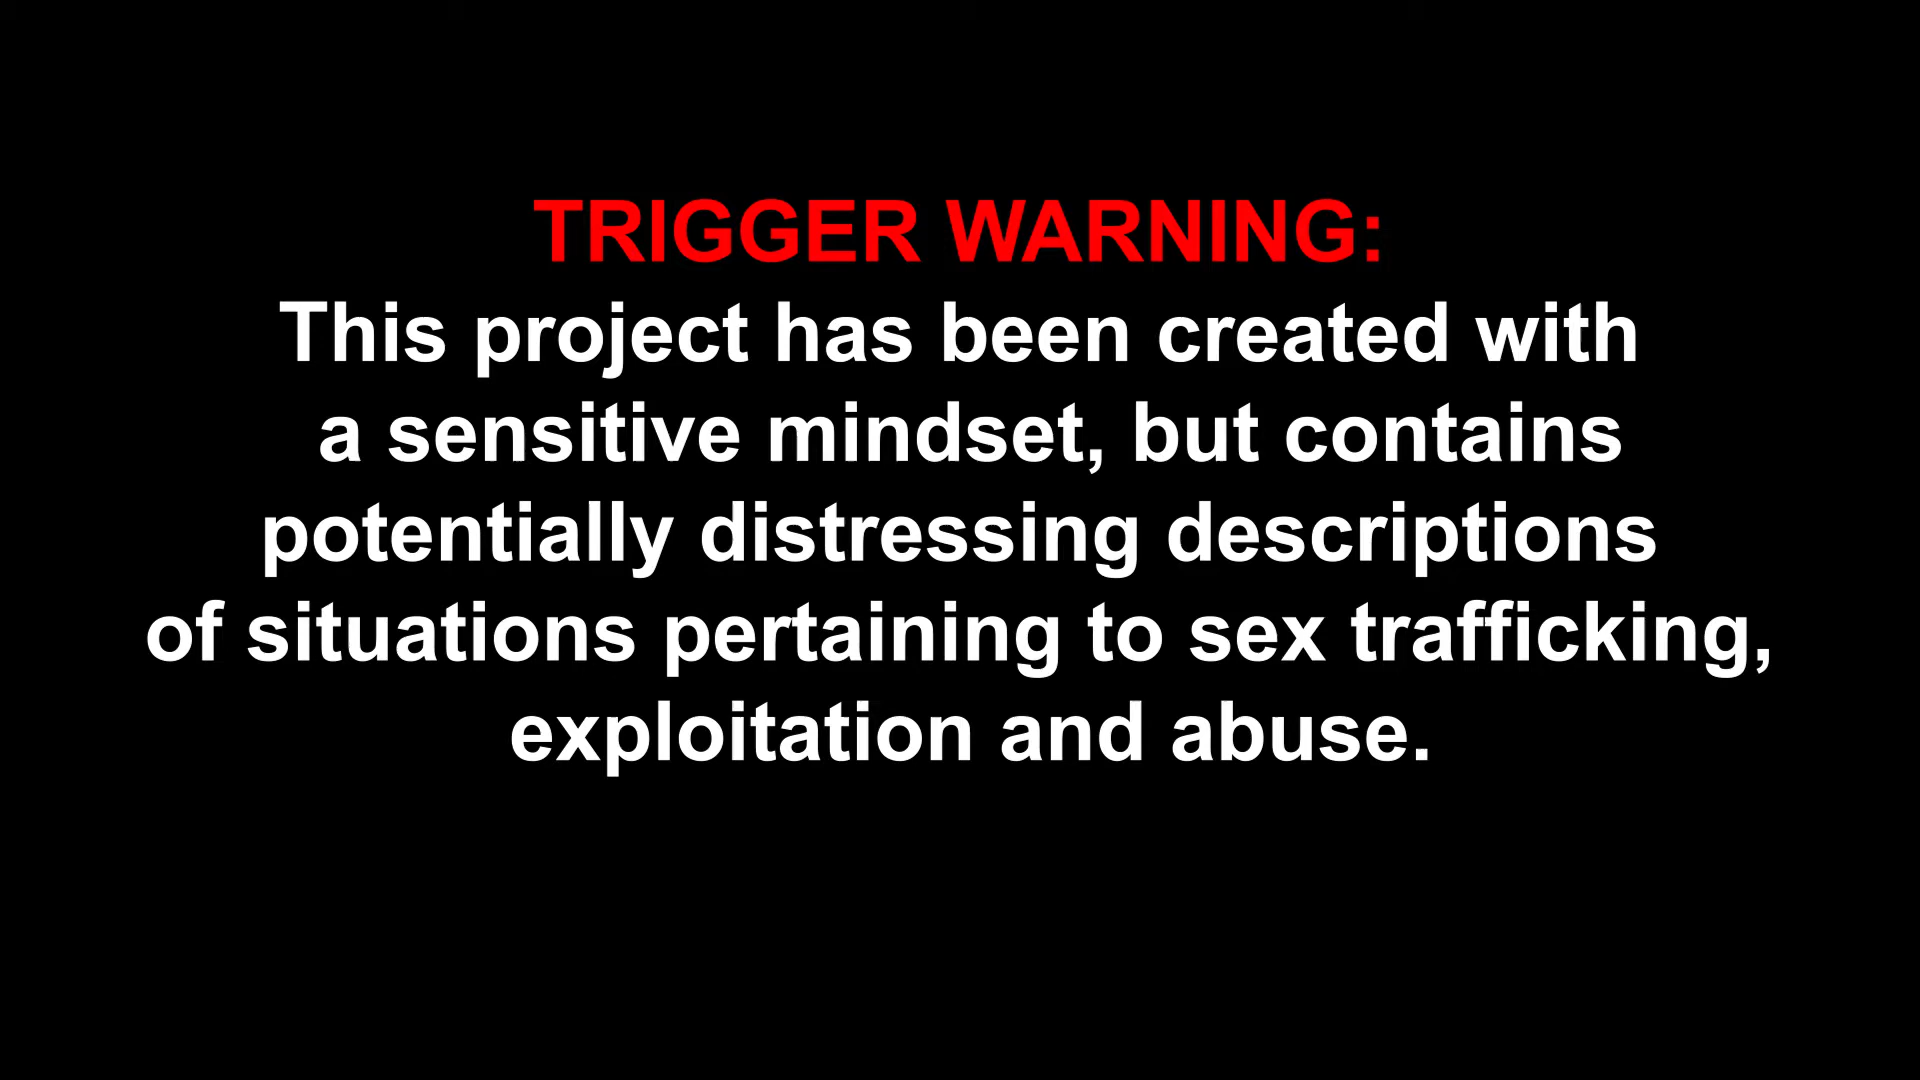 TRIGGER WARNING:
This project has been created with
a sensitive mindset, but contains
potentially distressing descriptions
of situations pertaining to sex trafficking,
exploitation and abuse.